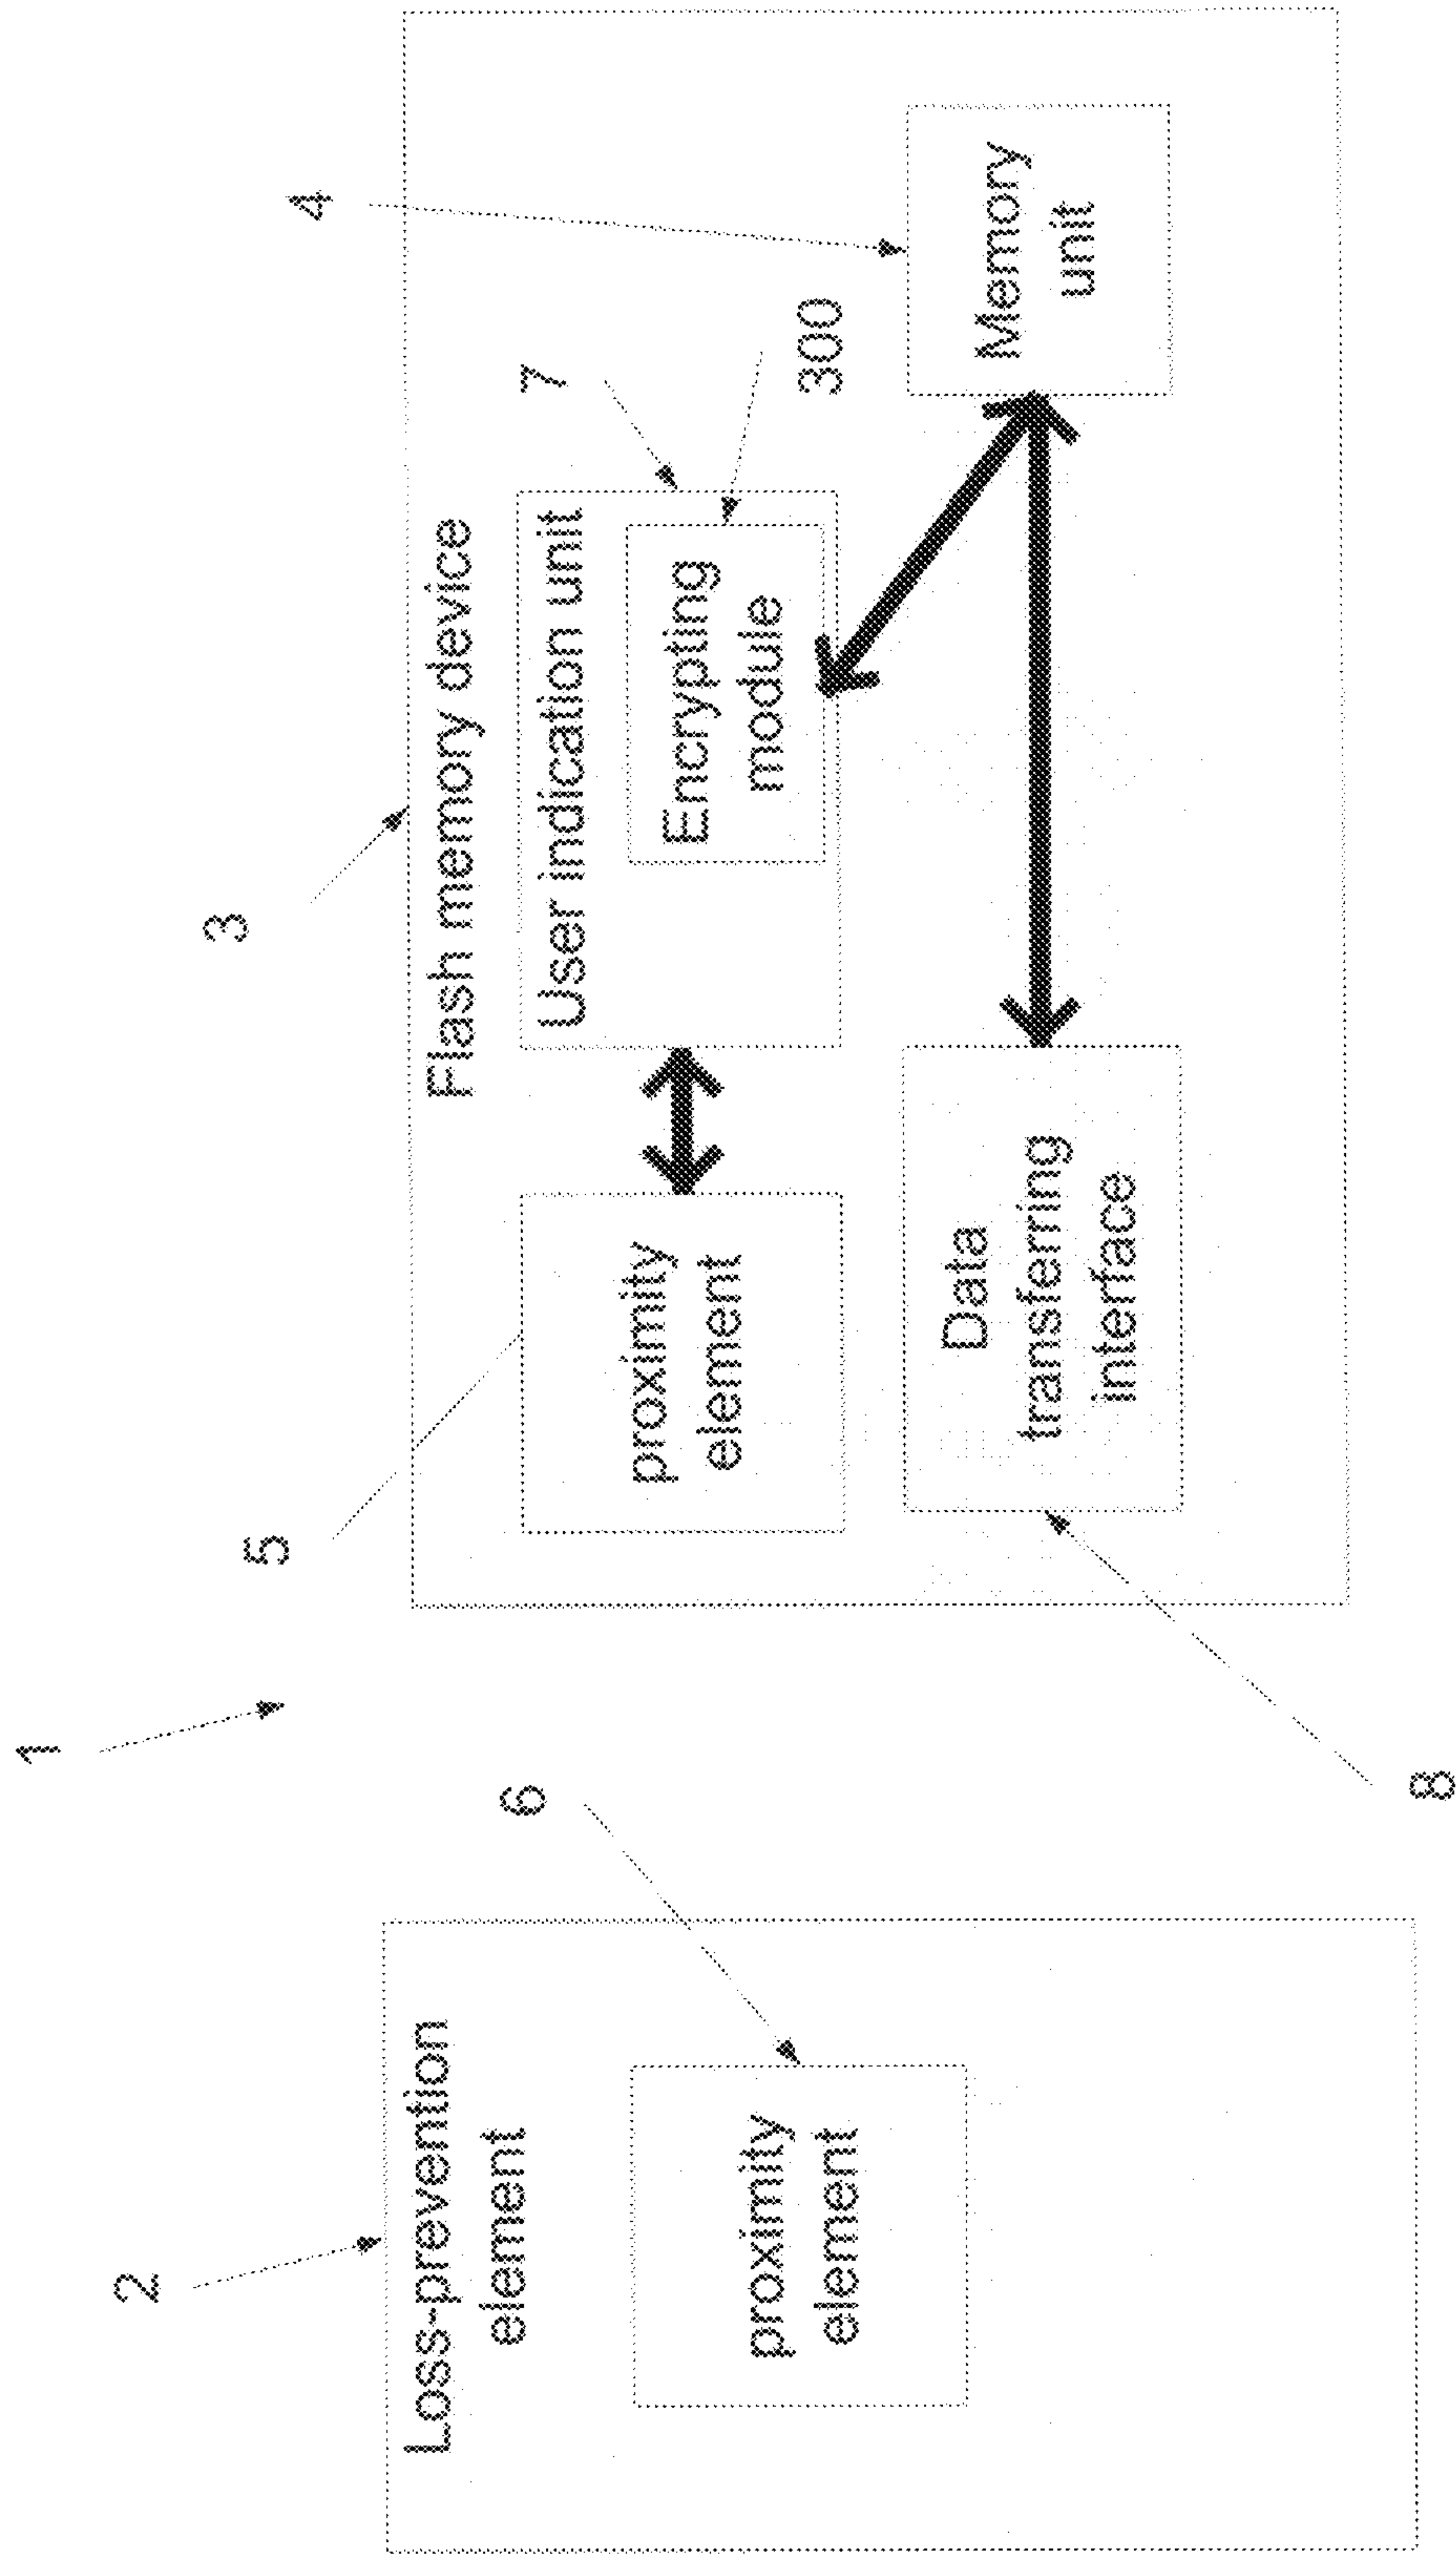 1
2
Loss-prevention
element
6
proximity
element
3
Flash memory device
5
proximity
element
7
User indication unit
300
Encrypting
module
4
Memory
unit
8
Data
transferring
interface